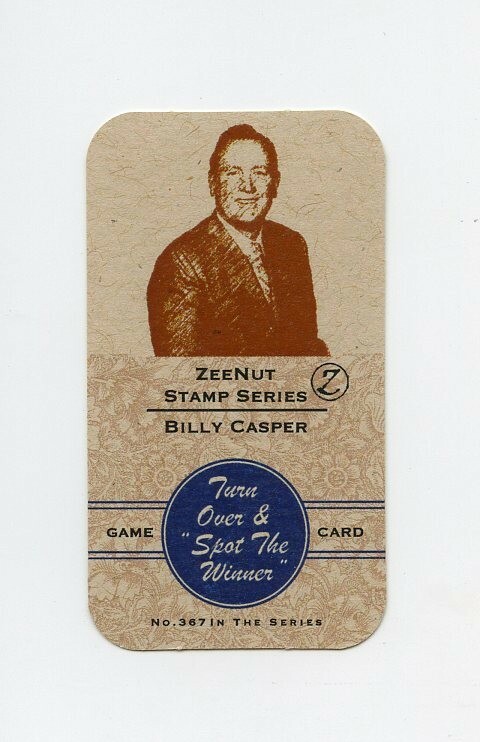 ZEENUT
STAMP SERIES
Z
BILLY CASPER
Turn
Over &
"Spot The
Winner"
GAME CARD
No. 367 IN THE SERIES